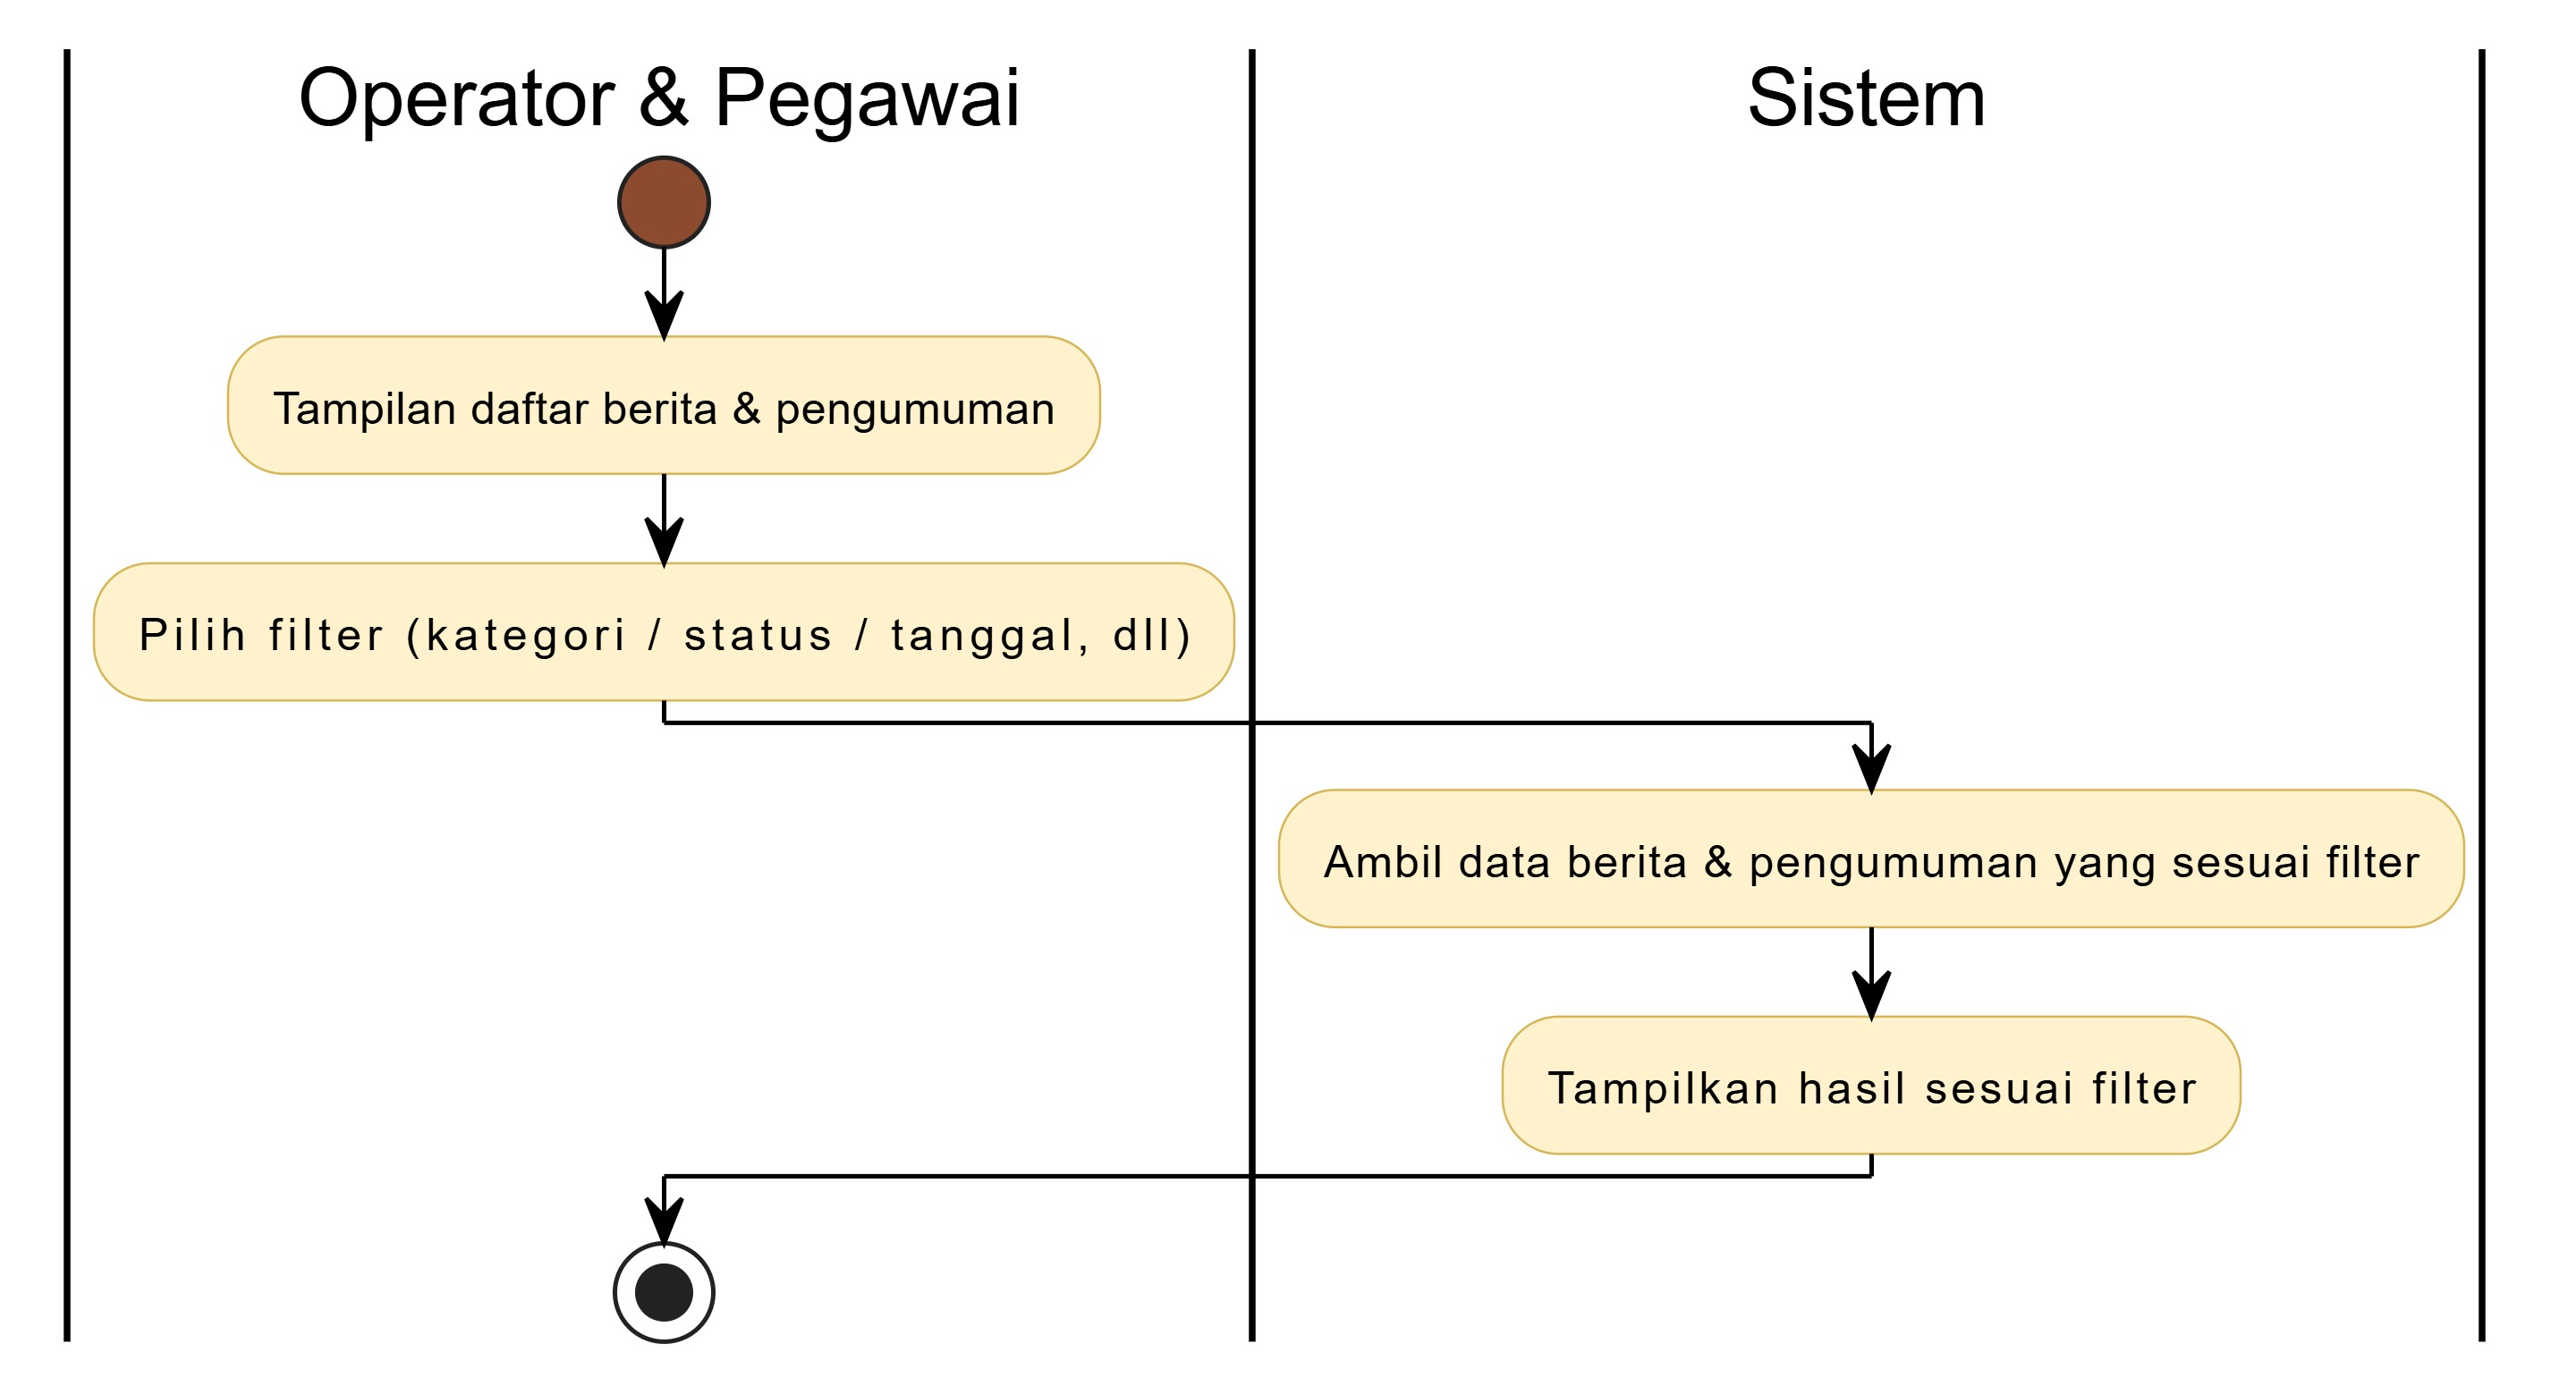 Operator & Pegawai
Sistem
Tampilan daftar berita & pengumuman
Pilih filter (kategori / status / tanggal, dll)
Ambil data berita & pengumuman yang sesuai filter
Tampilkan hasil sesuai filter